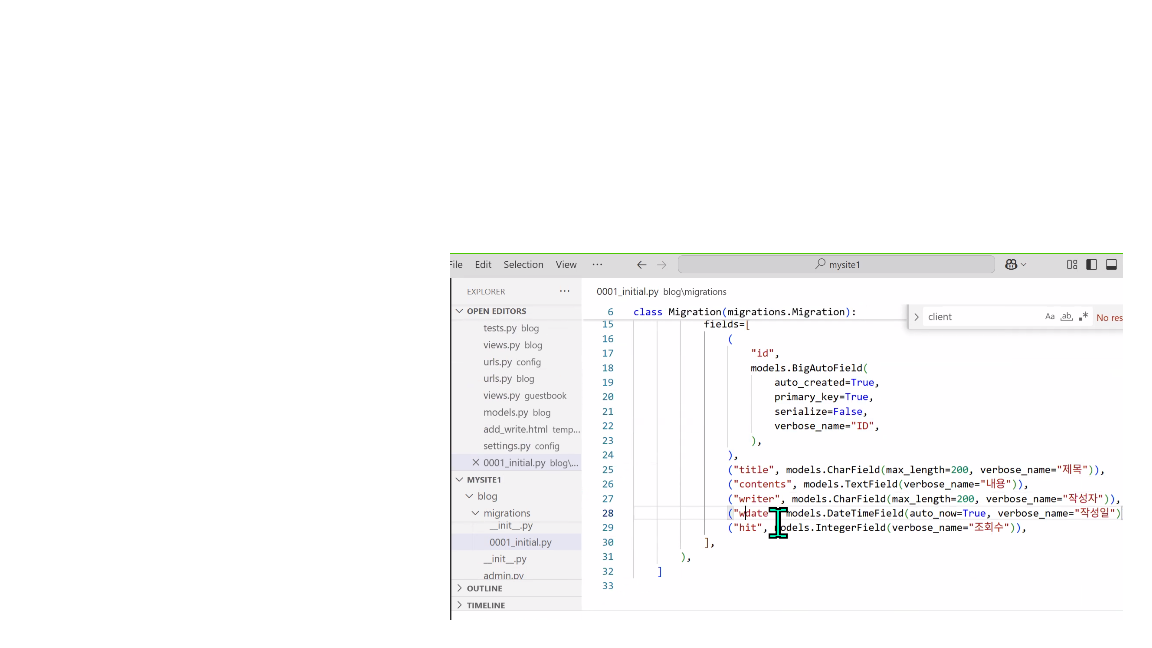 File Edit Selection View ··· mysite1
EXPLORER ···
OPEN EDITORS
tests.py blog
views.py blog
urls.py config
urls.py blog
views.py guestbook
models.py blog
add_write.html temp...
settings.py config
0001_initial.py blog\...
MYSITE1
blog
migrations
__init__.py
0001_initial.py
__init__.py
admin.py
OUTLINE
TIMELINE
0001_initial.py blog\migrations
client Aa ab .* No res
6 class Migration(migrations.Migration):
15 fields=[
16 (
17 "id",
18 models.BigAutoField(
19 auto_created=True,
20 primary_key=True,
21 serialize=False,
22 verbose_name="ID",
23 ),
24 ),
25 ("title", models.CharField(max_length=200, verbose_name="제목")),
26 ("contents", models.TextField(verbose_name="내용")),
27 ("writer", models.CharField(max_length=200, verbose_name="작성자")),
28 ("wdate models.DateTimeField(auto_now=True, verbose_name="작성일")
29 ("hit", models.IntegerField(verbose_name="조회수")),
30 ],
31 ),
32 ]
33